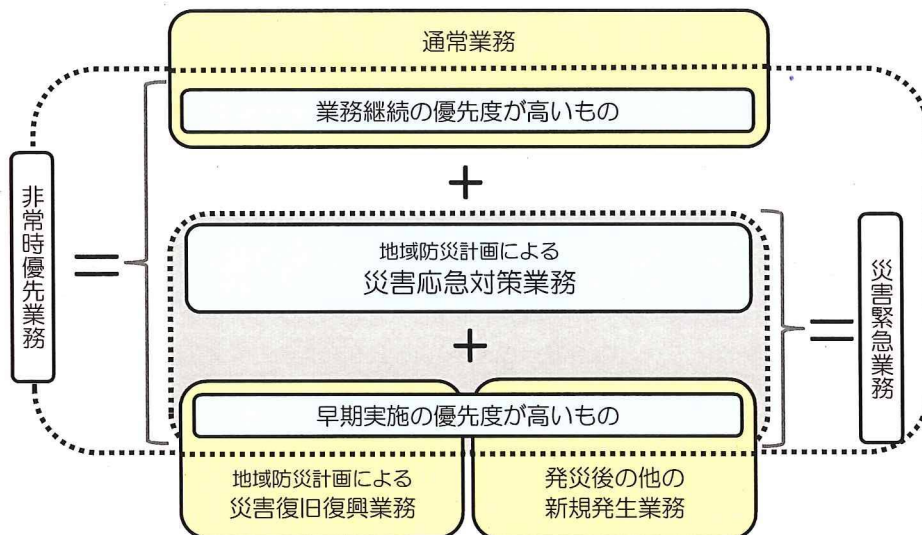 通常業務
業務継続の優先度が高いもの
+
非常時優先業務
=
地域防災計画による
災害応急対策業務
+
=
災害緊急業務
早期実施の優先度が高いもの
地域防災計画による
災害復旧復興業務
発災後の他の
新規発生業務